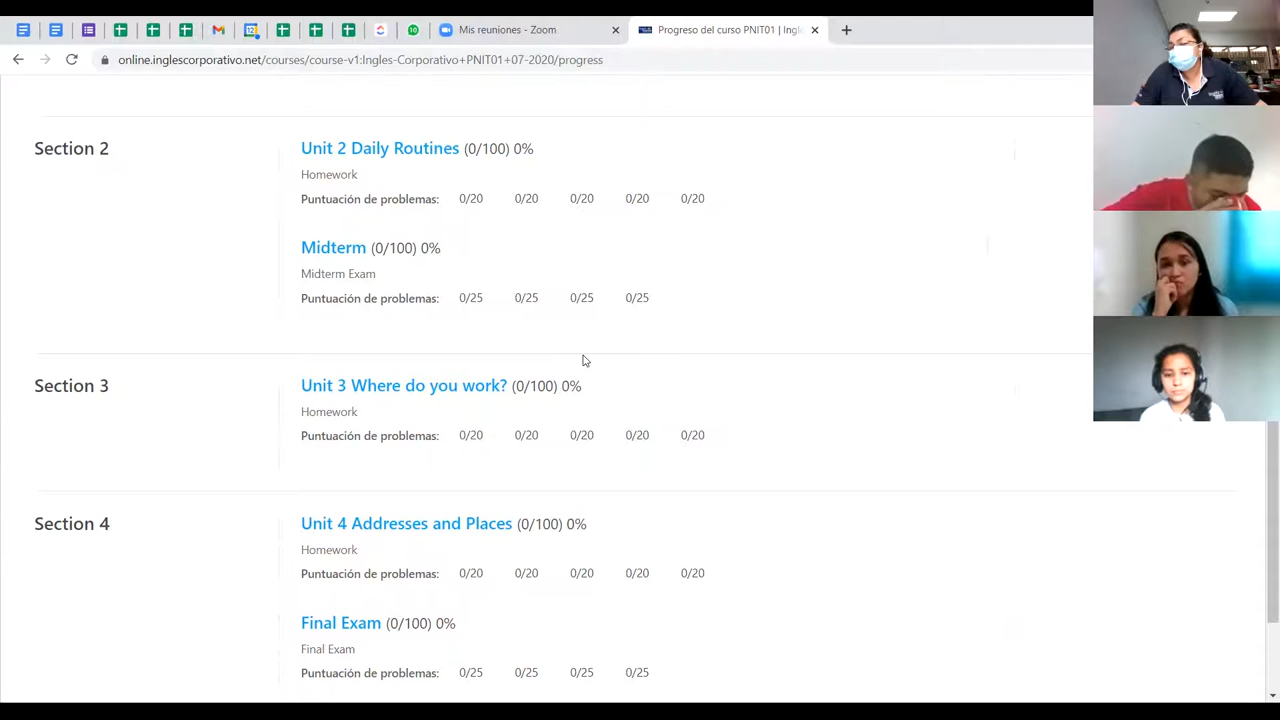 Mis reuniones - Zoom
Progreso del curso PNIT01 | Ingl
online.inglescorporativo.net/courses/course-v1:Ingles-Corporativo+PNIT01+07-2020/progress
Section 2
Unit 2 Daily Routines (0/100) 0%
Homework
Puntuación de problemas: 0/20 0/20 0/20 0/20 0/20
Midterm (0/100) 0%
Midterm Exam
Puntuación de problemas: 0/25 0/25 0/25 0/25
Section 3
Unit 3 Where do you work? (0/100) 0%
Homework
Puntuación de problemas: 0/20 0/20 0/20 0/20 0/20
Section 4
Unit 4 Addresses and Places (0/100) 0%
Homework
Puntuación de problemas: 0/20 0/20 0/20 0/20 0/20
Final Exam (0/100) 0%
Final Exam
Puntuación de problemas: 0/25 0/25 0/25 0/25